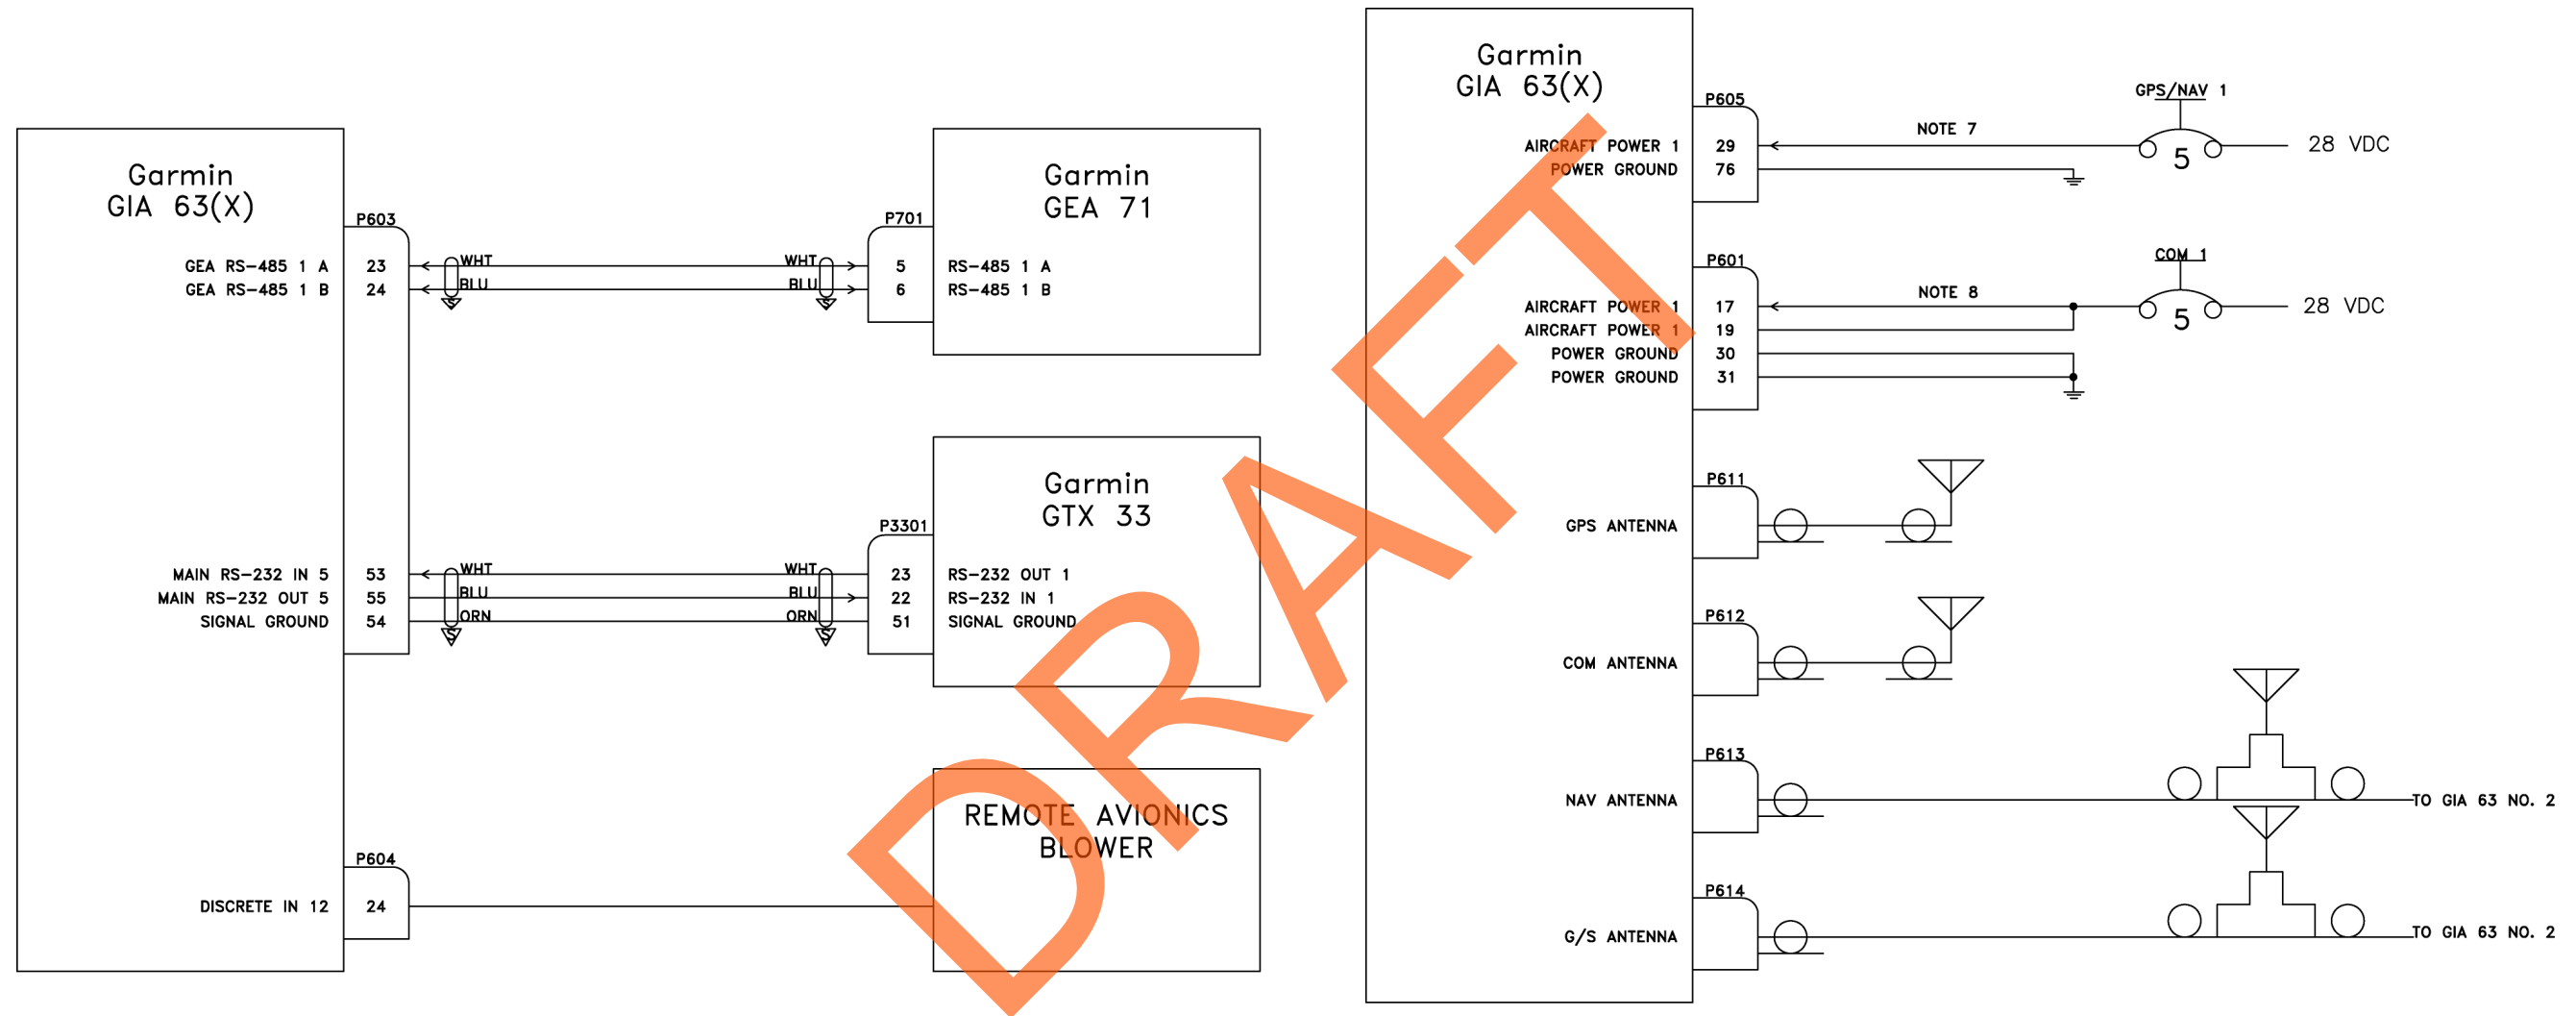 Garmin
GIA 63(X)
P603
GEA RS-485 1 A 23 WHT WHT 5 RS-485 1 A
GEA RS-485 1 B 24 BLU BLU 6 RS-485 1 B
S S
P701
Garmin
GEA 71
MAIN RS-232 IN 5 53 WHT WHT 23 RS-232 OUT 1
MAIN RS-232 OUT 5 55 BLU BLU 22 RS-232 IN 1
SIGNAL GROUND 54 ORN ORN 51 SIGNAL GROUND
S S
P3301
Garmin
GTX 33
P604
DISCRETE IN 12 24
REMOTE AVIONICS
BLOWER
Garmin
GIA 63(X)
P605
AIRCRAFT POWER 1 29 NOTE 7
POWER GROUND 76
GPS/NAV 1
5
28 VDC
P601
AIRCRAFT POWER 1 17 NOTE 8
AIRCRAFT POWER 1 19
POWER GROUND 30
POWER GROUND 31
COM 1
5
28 VDC
P611
GPS ANTENNA
P612
COM ANTENNA
P613
NAV ANTENNA TO GIA 63 NO. 2
P614
G/S ANTENNA TO GIA 63 NO. 2
DRAFT